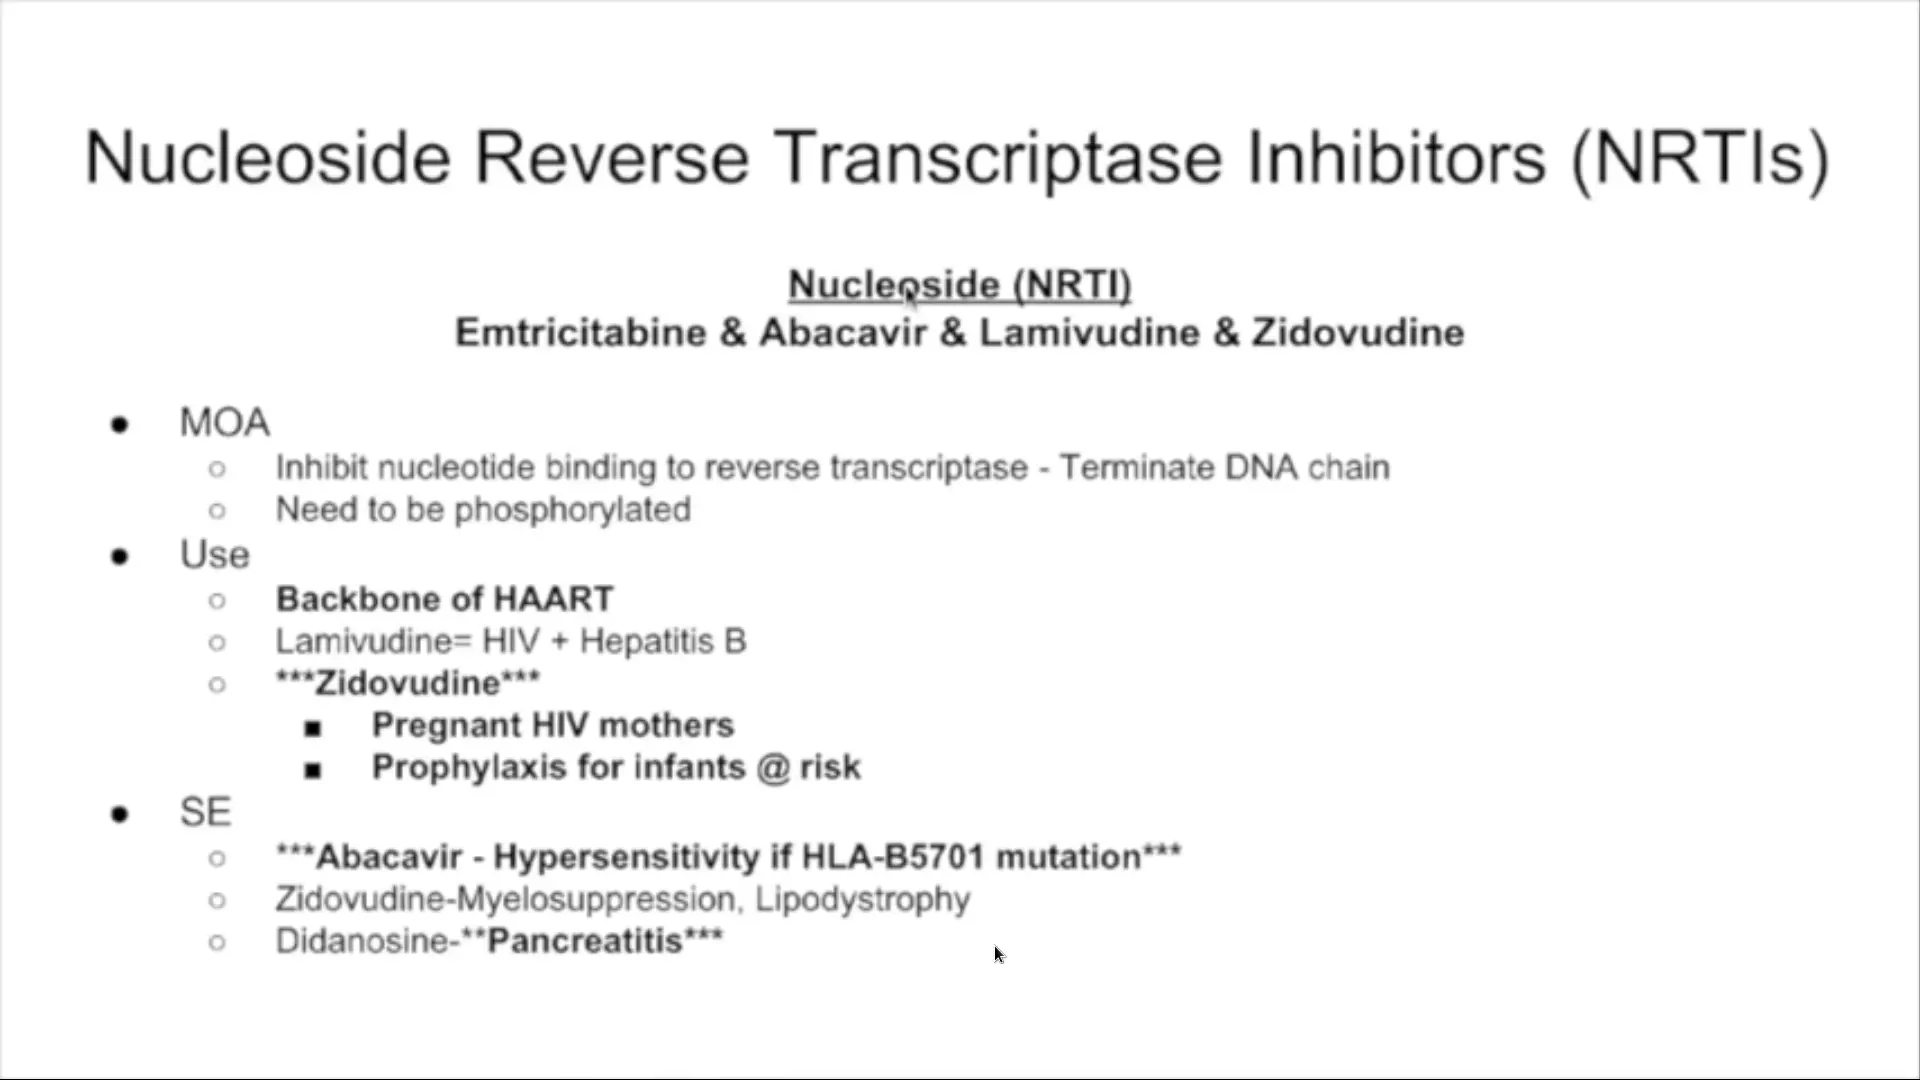 Nucleoside Reverse Transcriptase Inhibitors (NRTIs)
Nucleoside (NRTI)
Emtricitabine & Abacavir & Lamivudine & Zidovudine
● MOA
○ Inhibit nucleotide binding to reverse transcriptase - Terminate DNA chain
○ Need to be phosphorylated
● Use
○ Backbone of HAART
○ Lamivudine= HIV + Hepatitis B
○ ***Zidovudine***
■ Pregnant HIV mothers
■ Prophylaxis for infants @ risk
● SE
○ ***Abacavir - Hypersensitivity if HLA-B5701 mutation***
○ Zidovudine-Myelosuppression, Lipodystrophy
○ Didanosine-**Pancreatitis***